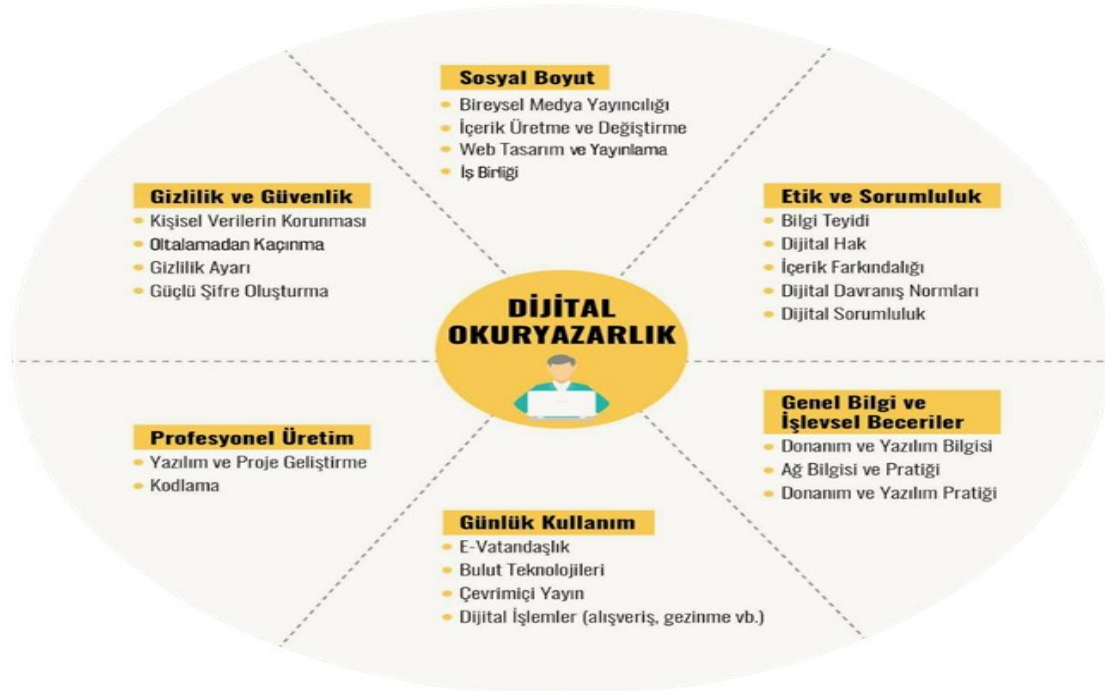 Sosyal Boyut
Bireysel Medya Yayıncılığı
İçerik Üretme ve Değiştirme
Web Tasarım ve Yayınlama
İş Birliği
Gizlilik ve Güvenlik
Kişisel Verilerin Korunması
Oltalamadan Kaçınma
Gizlilik Ayarı
Güçlü Şifre Oluşturma
Etik ve Sorumluluk
Bilgi Teyidi
Dijital Hak
İçerik Farkındalığı
Dijital Davranış Normları
Dijital Sorumluluk
DİJİTAL
OKURYAZARLIK
Profesyonel Üretim
Yazılım ve Proje Geliştirme
Kodlama
Genel Bilgi ve
İşlevsel Beceriler
Donanım ve Yazılım Bilgisi
Ağ Bilgisi ve Pratiği
Donanım ve Yazılım Pratiği
Günlük Kullanım
E-Vatandaşlık
Bulut Teknolojileri
Çevrimiçi Yayın
Dijital İşlemler (alışveriş, gezinme vb.)